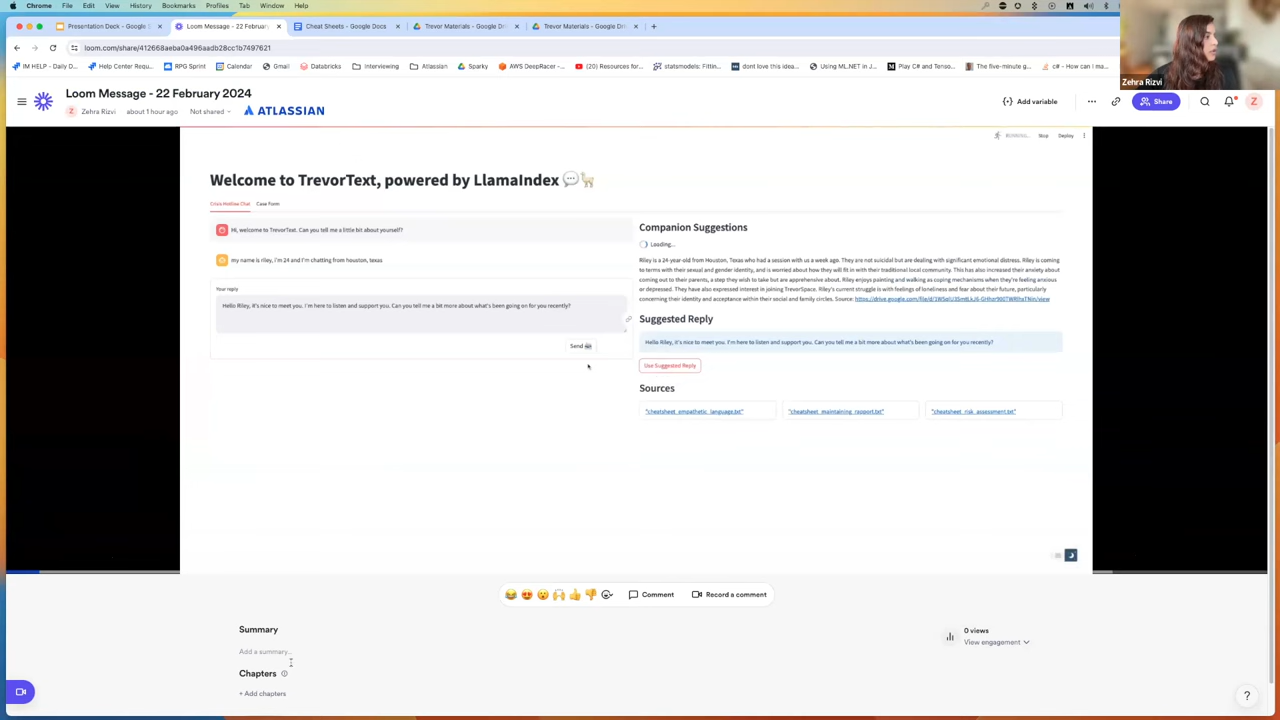 Chrome File Edit View History Bookmarks Profiles Tab Window Help
Presentation Deck - Google S
Loom Message - 22 February
Cheat Sheets - Google Docs
Trevor Materials - Google Dri
Trevor Materials - Google Dri
loom.com/share/412668aeba0a496aadb28cc1b7497621
IM HELP - Daily D...
Help Center Requ...
RPG Sprint
Calendar
Gmail
Databricks
Interviewing
Atlassian
Sparky
AWS DeepRacer -...
(20) Resources for...
statsmodels: Fittin...
dont love this idea...
Using ML.NET in J...
Play C# and Tenso...
The five-minute g...
c# - How can I ma...
Zehra Rizvi
Loom Message - 22 February 2024
Z Zehra Rizvi about 1 hour ago Not shared
ATLASSIAN
Add variable
Share
Z
Stop Deploy
Welcome to TrevorText, powered by LlamaIndex
Crisis Hotline Chat Case Form
Hi, welcome to TrevorText. Can you tell me a little bit about yourself?
my name is riley, i'm 24 and i'm chatting from houston, texas
Your reply
Hello Riley, it's nice to meet you. I'm here to listen and support you. Can you tell me a bit more about what's been going on for you recently?
Send
Companion Suggestions
Loading...
Riley is a 24-year-old from Houston, Texas who had a session with us a week ago. They are not suicidal but are dealing with significant emotional distress. Riley is coming
to terms with their sexual and gender identity, and is worried about how they will fit in with their traditional local community. This has also increased their anxiety about
coming out to their parents, a step they wish to take but are apprehensive about. Riley enjoys painting and walking as coping mechanisms when they're feeling anxious
or depressed. They have also expressed interest in joining TrevorSpace. Riley's current struggle is with feelings of loneliness and fear about their future, particularly
concerning their identity and acceptance within their social and family circles. Source:
Suggested Reply
Hello Riley, it's nice to meet you. I'm here to listen and support you. Can you tell me a bit more about what's been going on for you recently?
Use Suggested Reply
Sources
"cheatsheet_empathetic_language.txt"
"cheatsheet_maintaining_rapport.txt"
"cheatsheet_risk_assessment.txt"
Comment
Record a comment
Summary
Add a summary...
Chapters
+ Add chapters
0 views
View engagement
?